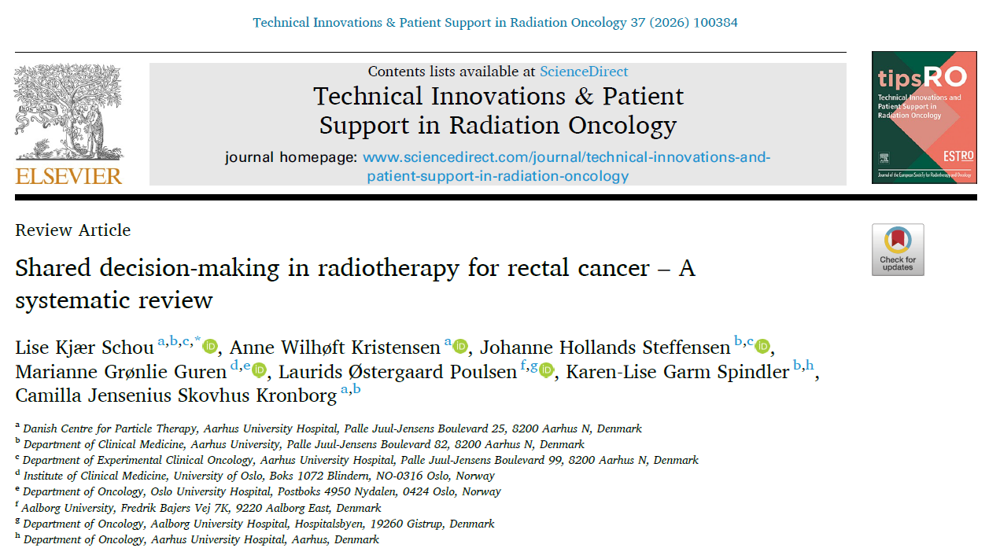 Technical Innovations & Patient Support in Radiation Oncology 37 (2026) 100384
Contents lists available at ScienceDirect
Technical Innovations & Patient
Support in Radiation Oncology
journal homepage: www.sciencedirect.com/journal/technical-innovations-and-
patient-support-in-radiation-oncology
ELSEVIER
tipsRO
Technical Innovations and
Patient Support in
Radiation Oncology
ESTRO
Journal of the European Society for Radiotherapy and Oncology
Review Article
Check for
updates
Shared decision-making in radiotherapy for rectal cancer – A
systematic review
Lise Kjær Schou a,b,c,* iD, Anne Wilhøft Kristensen a iD, Johanne Hollands Steffensen b,c iD,
Marianne Grønlie Guren d,e iD, Laurids Østergaard Poulsen f,g iD, Karen-Lise Garm Spindler b,h,
Camilla Jensenius Skovhus Kronborg a,b
a Danish Centre for Particle Therapy, Aarhus University Hospital, Palle Juul-Jensens Boulevard 25, 8200 Aarhus N, Denmark
b Department of Clinical Medicine, Aarhus University, Palle Juul-Jensens Boulevard 82, 8200 Aarhus N, Denmark
c Department of Experimental Clinical Oncology, Aarhus University Hospital, Palle Juul-Jensens Boulevard 99, 8200 Aarhus N, Denmark
d Institute of Clinical Medicine, University of Oslo, Boks 1072 Blindern, NO-0316 Oslo, Norway
e Department of Oncology, Oslo University Hospital, Postboks 4950 Nydalen, 0424 Oslo, Norway
f Aalborg University, Fredrik Bajers Vej 7K, 9220 Aalborg East, Denmark
g Department of Oncology, Aalborg University Hospital, Hospitalsbyen, 19260 Gistrup, Denmark
h Department of Oncology, Aarhus University Hospital, Aarhus, Denmark